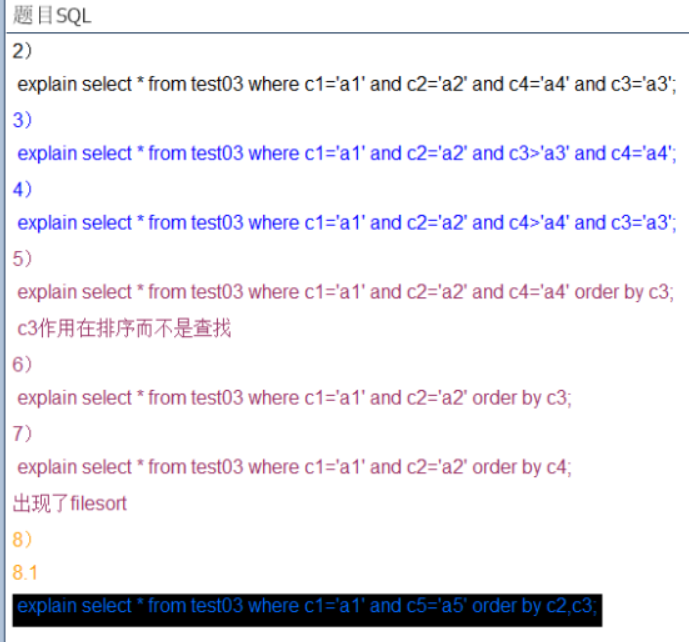 题目SQL
2）
explain select * from test03 where c1='a1' and c2='a2' and c4='a4' and c3='a3';
3）
explain select * from test03 where c1='a1' and c2='a2' and c3>'a3' and c4='a4';
4）
explain select * from test03 where c1='a1' and c2='a2' and c4>'a4' and c3='a3';
5）
explain select * from test03 where c1='a1' and c2='a2' and c4='a4' order by c3;
c3作用在排序而不是查找
6）
explain select * from test03 where c1='a1' and c2='a2' order by c3;
7）
explain select * from test03 where c1='a1' and c2='a2' order by c4;
出现了filesort
8）
8.1
explain select * from test03 where c1='a1' and c5='a5' order by c2,c3;